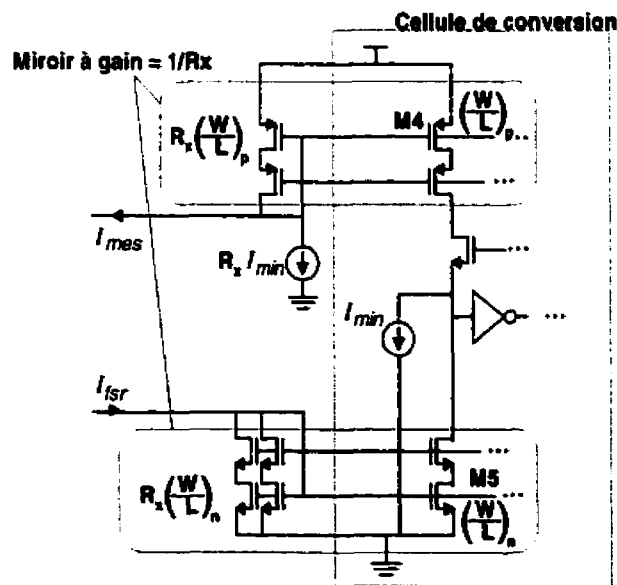 Cellule de conversion
Miroir à gain = 1/Rx
Rx(W/L)p
M4
(W/L)p
...
...
Imes
Rx Imin
...
Imin
...
Ifsr
...
Rx(W/L)n
M5
...
(W/L)n